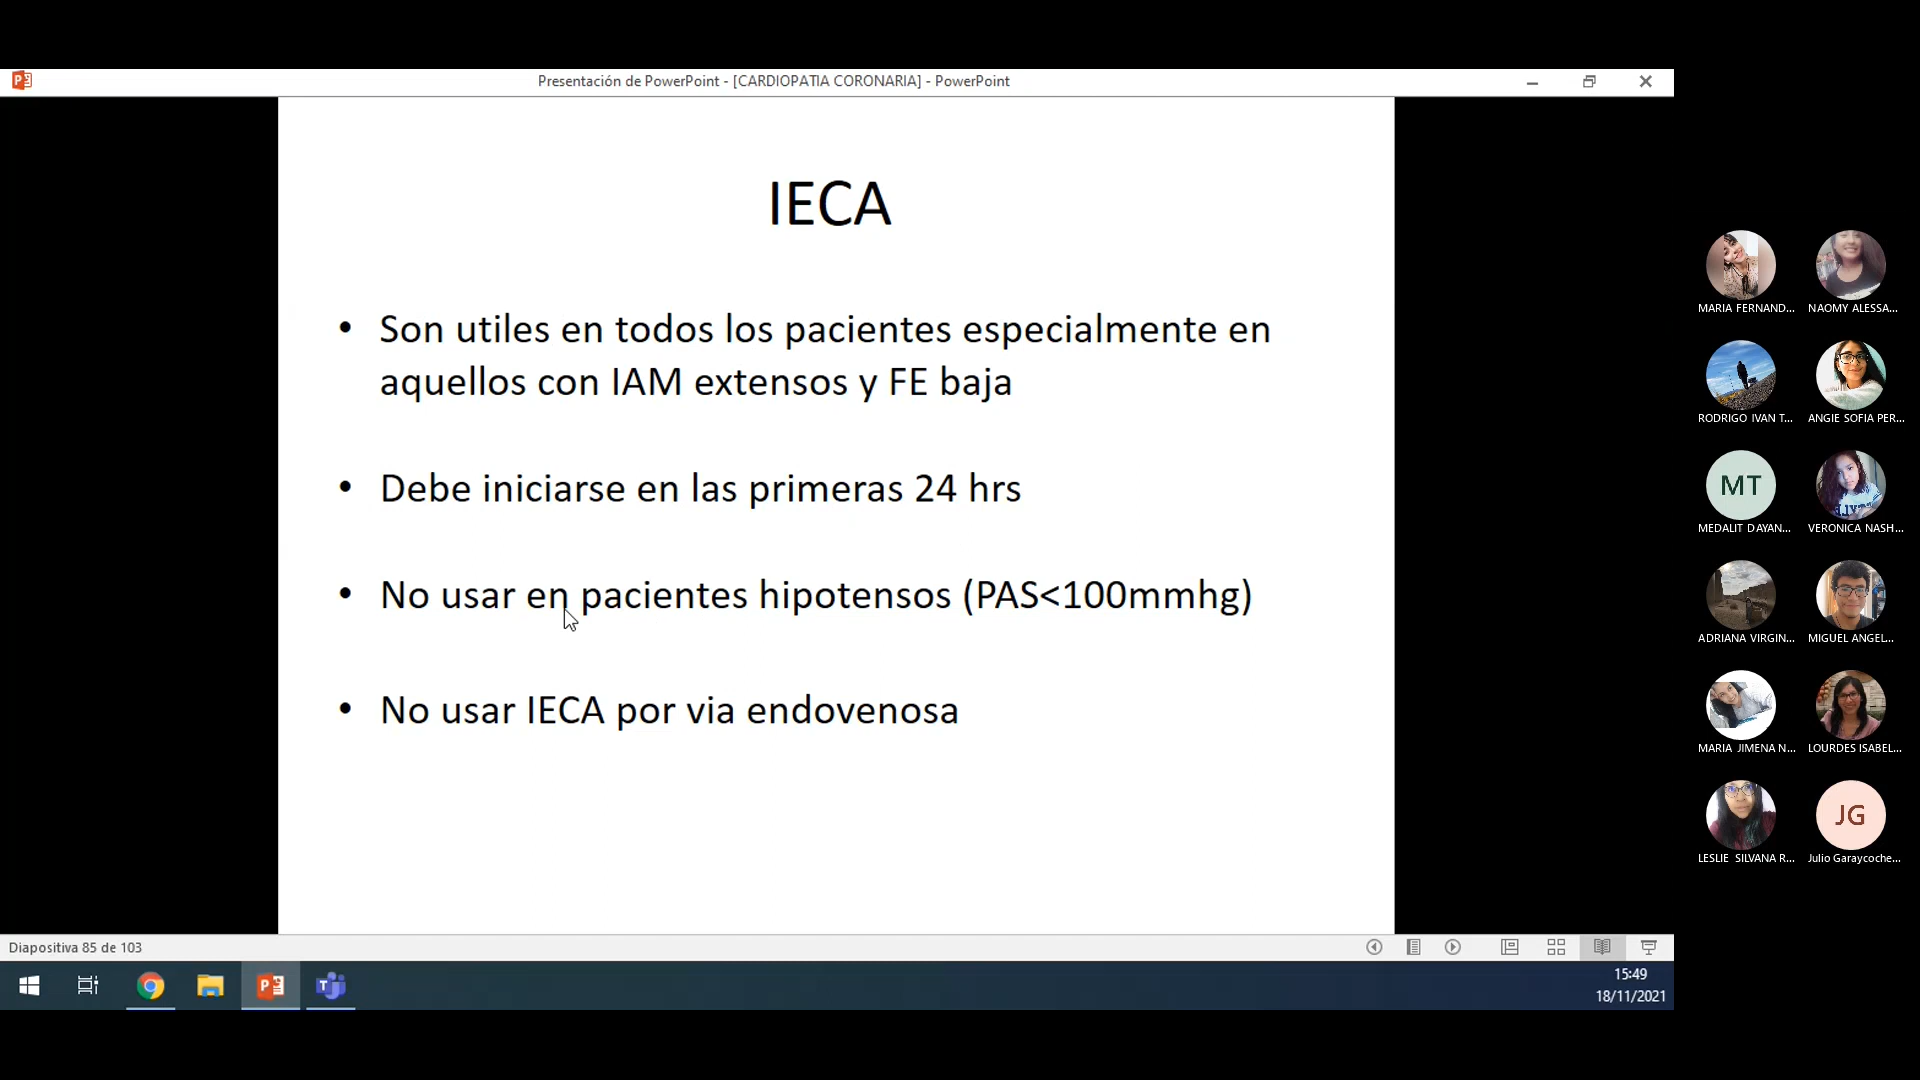 Presentación de PowerPoint - [CARDIOPATIA CORONARIA] - PowerPoint
IECA
• Son utiles en todos los pacientes especialmente en
aquellos con IAM extensos y FE baja
• Debe iniciarse en las primeras 24 hrs
• No usar en pacientes hipotensos (PAS<100mmhg)
• No usar IECA por via endovenosa
MARIA FERNAND... NAOMY ALESSA...
RODRIGO IVAN T... ANGIE SOFIA PER...
MT
MEDALIT DAYAN... VERONICA NASH...
ADRIANA VIRGIN... MIGUEL ANGEL...
MARIA JIMENA N... LOURDES ISABEL...
JG
LESLIE SILVANA R... Julio Garaycoche...
Diapositiva 85 de 103
15:49
18/11/2021